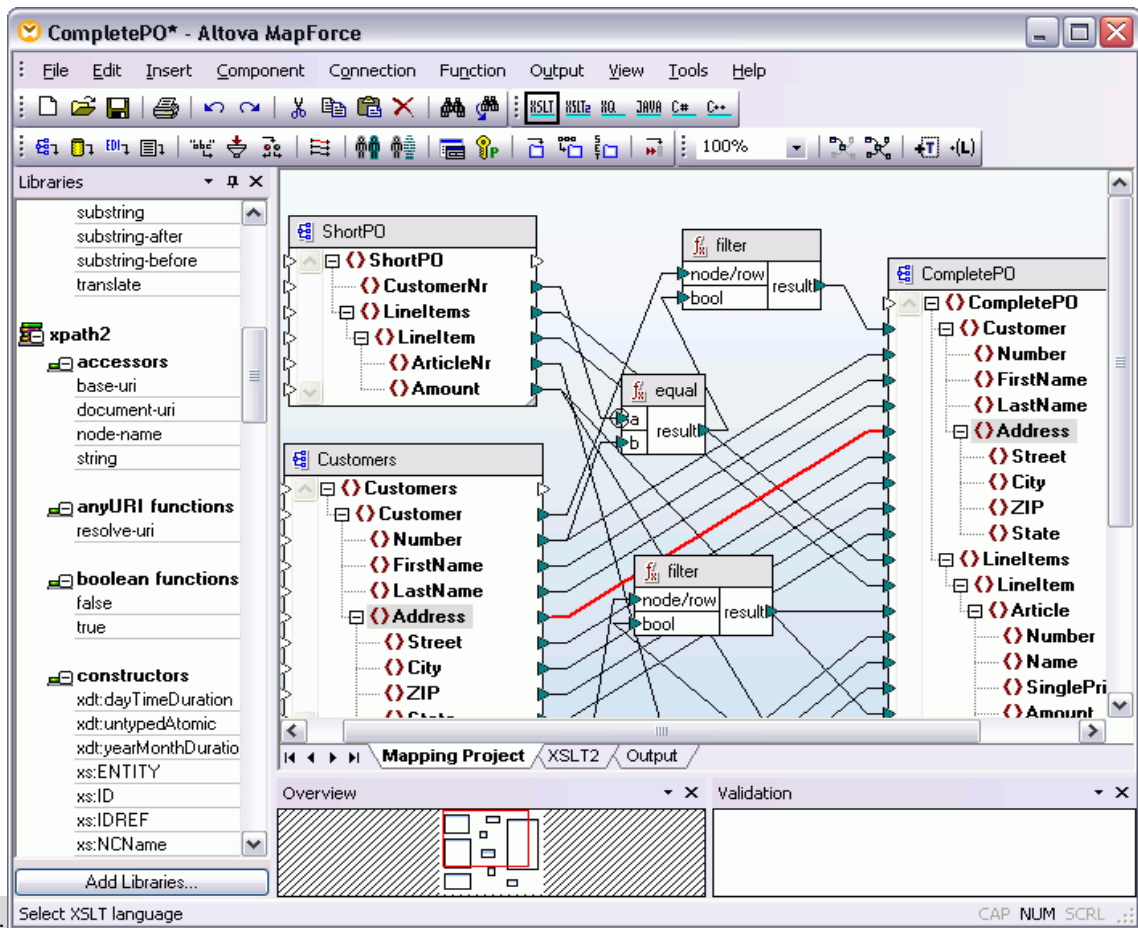 CompletePO* - Altova MapForce
File Edit Insert Component Connection Function Output View Tools Help
XSLT XSLT2 XQ JAVA C# C++
EDI "abc" P 100% T (L)
Libraries
substring
substring-after
substring-before
translate
xpath2
accessors
base-uri
document-uri
node-name
string
anyURI functions
resolve-uri
boolean functions
false
true
constructors
xdt:dayTimeDuration
xdt:untypedAtomic
xdt:yearMonthDuratio
xs:ENTITY
xs:ID
xs:IDREF
xs:NCName
Add Libraries...
ShortPO
ShortPO
CustomerNr
LineItems
LineItem
ArticleNr
Amount
Customers
Customers
Customer
Number
FirstName
LastName
Address
Street
City
ZIP
State
filter
node/row
bool
result
equal
a
b
result
filter
node/row
bool
result
CompletePO
CompletePO
Customer
Number
FirstName
LastName
Address
Street
City
ZIP
State
LineItems
LineItem
Article
Number
Name
SinglePri
Amount
Mapping Project XSLT2 Output
Overview
Validation
Select XSLT language
CAP NUM SCRL